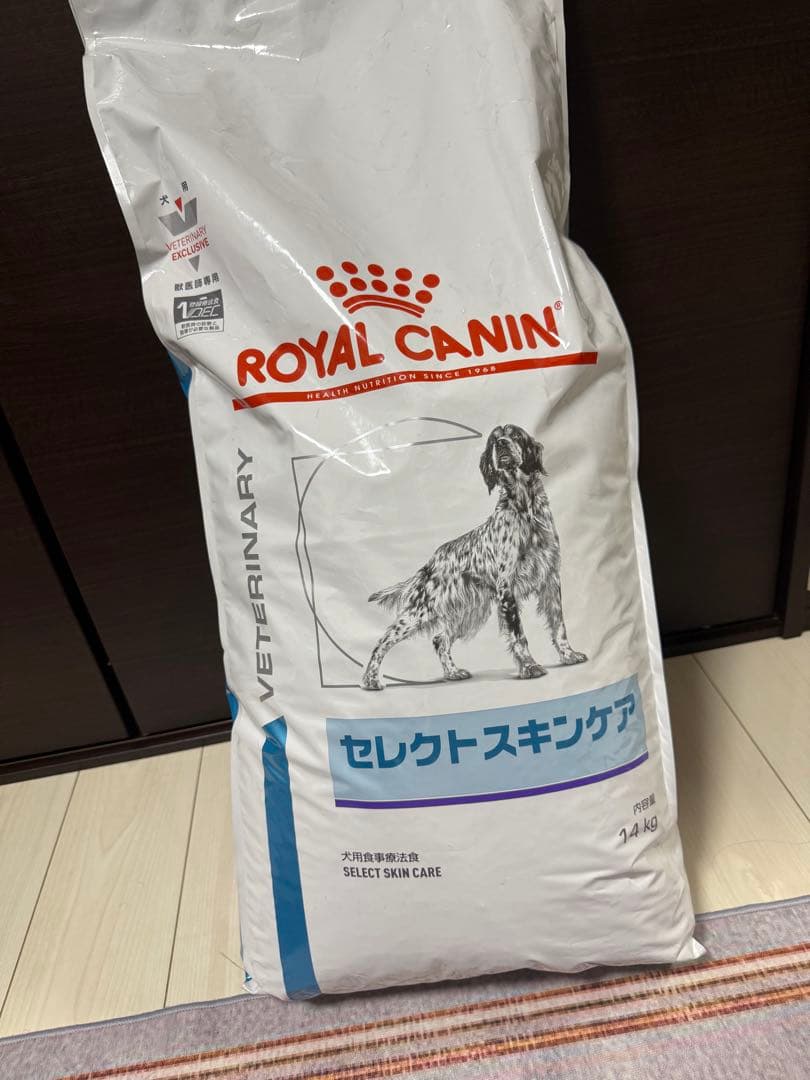 犬 用
VETERINARY
EXCLUSIVE
獣医師専用
ROYAL CANIN®
HEALTH NUTRITION SINCE 1968
VETERINARY
セレクトスキンケア
内容量
14 kg
犬用食事療法食
SELECT SKIN CARE